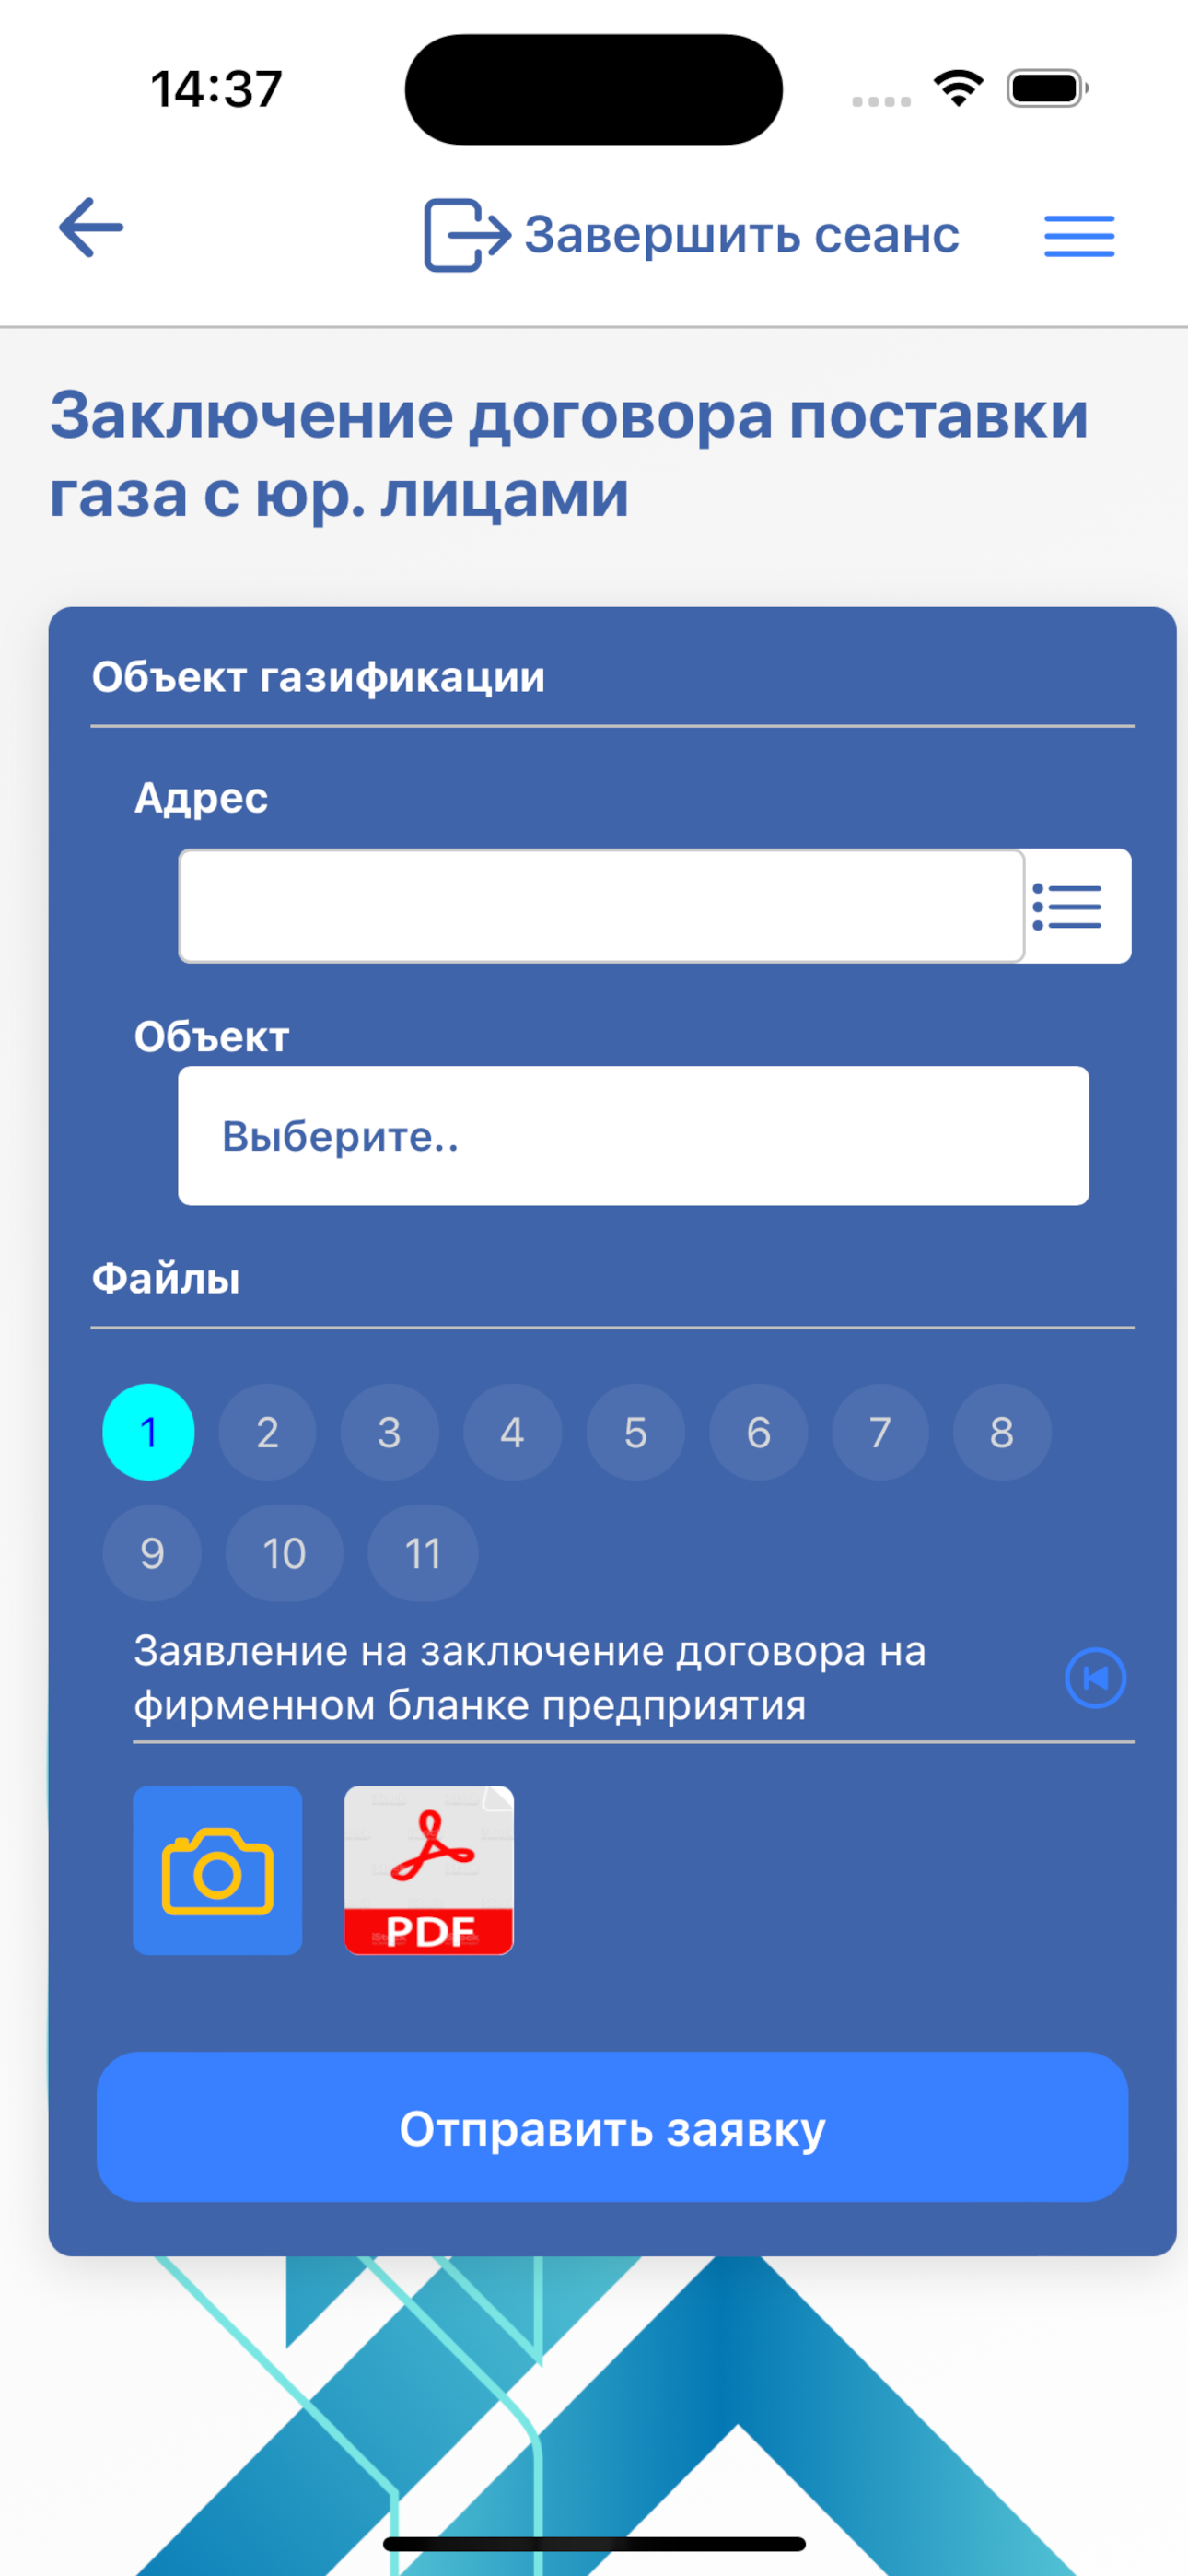 14:37
Завершить сеанс
Заключение договора поставки
газа с юр. лицами
Объект газификации
Адрес
Объект
Выберите..
Файлы
1 2 3 4 5 6 7 8
9 10 11
Заявление на заключение договора на
фирменном бланке предприятия
PDF
Отправить заявку